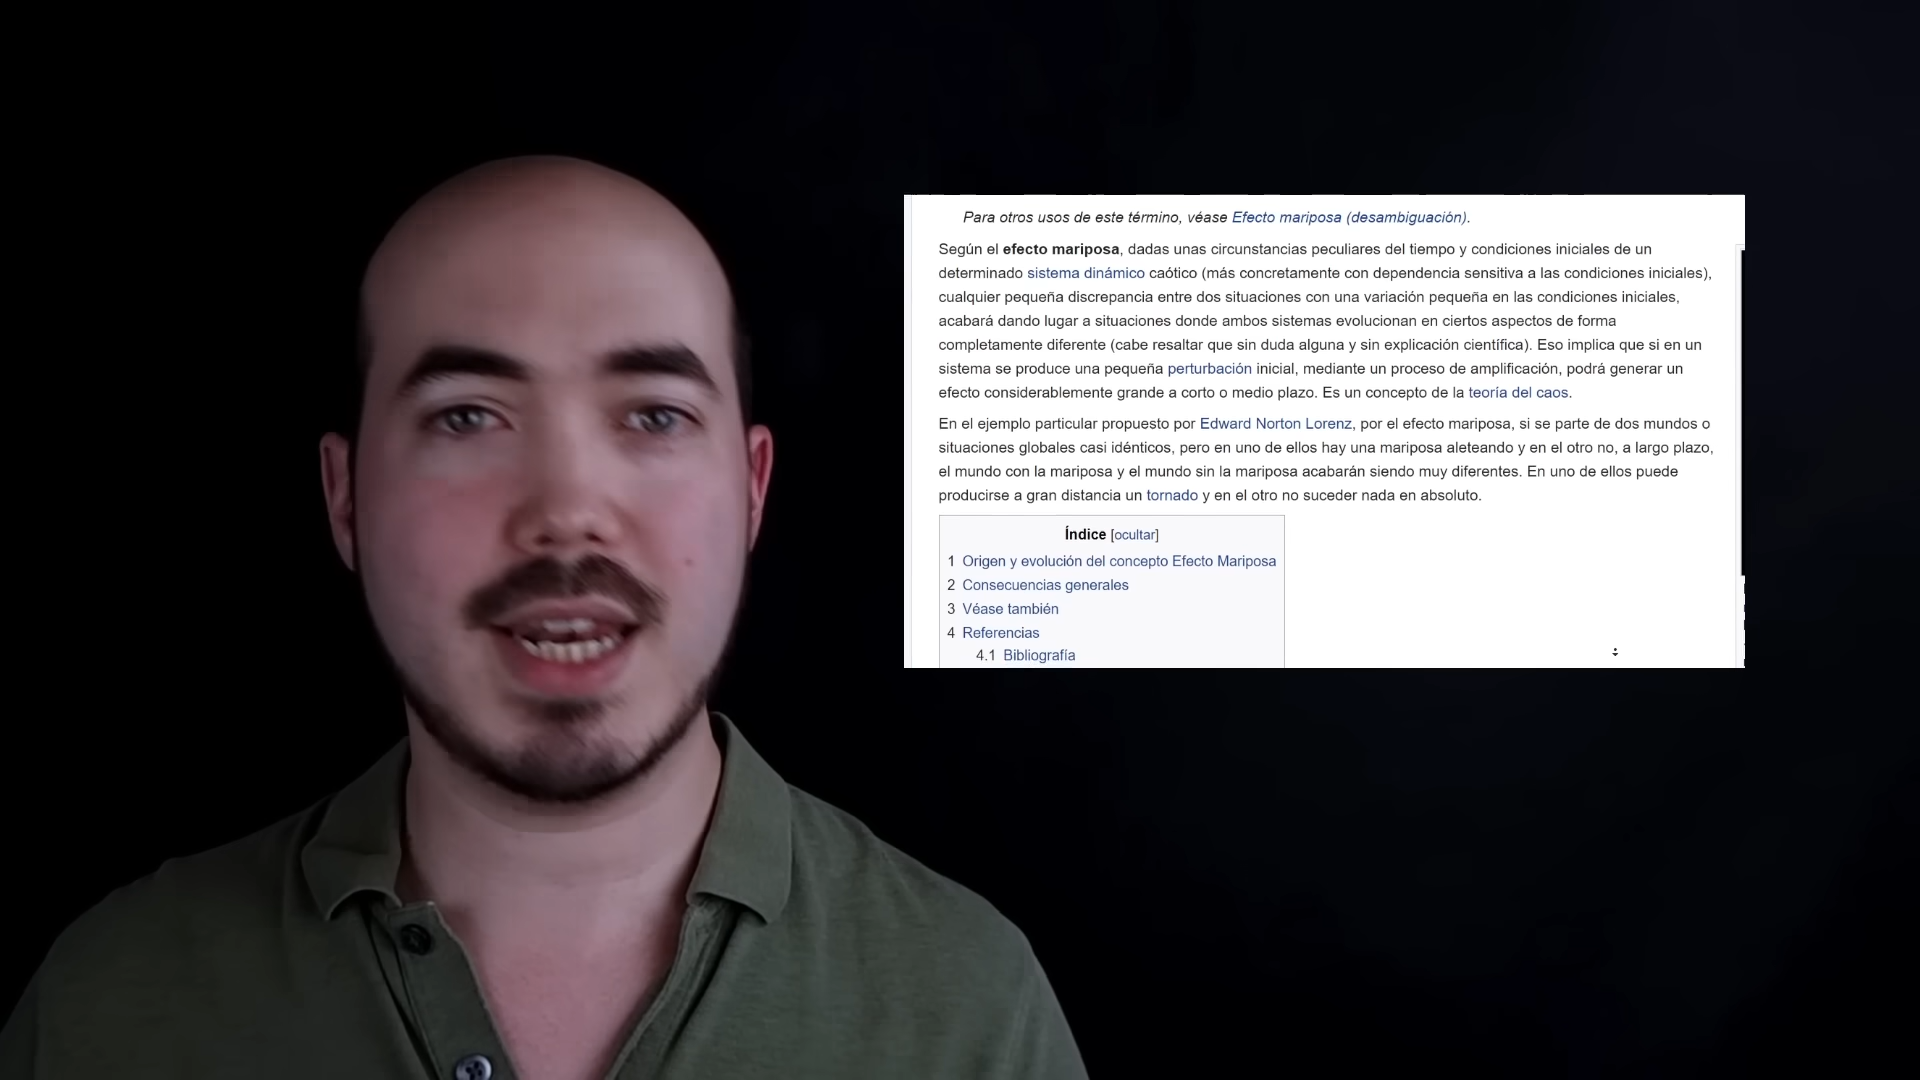 Para otros usos de este término, véase Efecto mariposa (desambiguación).
Según el efecto mariposa, dadas unas circunstancias peculiares del tiempo y condiciones iniciales de un
determinado sistema dinámico caótico (más concretamente con dependencia sensitiva a las condiciones iniciales),
cualquier pequeña discrepancia entre dos situaciones con una variación pequeña en las condiciones iniciales,
acabará dando lugar a situaciones donde ambos sistemas evolucionan en ciertos aspectos de forma
completamente diferente (cabe resaltar que sin duda alguna y sin explicación científica). Eso implica que si en un
sistema se produce una pequeña perturbación inicial, mediante un proceso de amplificación, podrá generar un
efecto considerablemente grande a corto o medio plazo. Es un concepto de la teoría del caos.
En el ejemplo particular propuesto por Edward Norton Lorenz, por el efecto mariposa, si se parte de dos mundos o
situaciones globales casi idénticos, pero en uno de ellos hay una mariposa aleteando y en el otro no, a largo plazo,
el mundo con la mariposa y el mundo sin la mariposa acabarán siendo muy diferentes. En uno de ellos puede
producirse a gran distancia un tornado y en el otro no suceder nada en absoluto.
Índice [ocultar]
1 Origen y evolución del concepto Efecto Mariposa
2 Consecuencias generales
3 Véase también
4 Referencias
4.1 Bibliografía